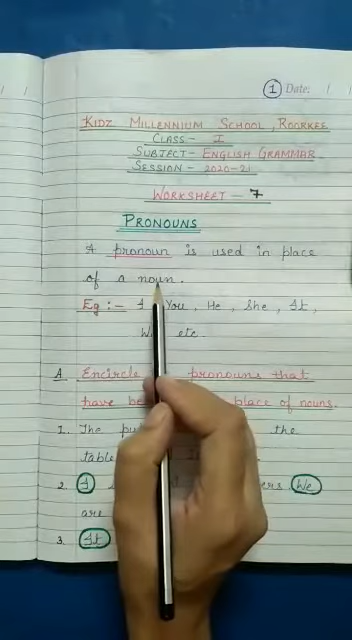 1 Date: / /
KIDZ MILLENNIUM SCHOOL, ROORKEE
CLASS - I
SUBJECT - ENGLISH GRAMMAR
SESSION - 2020-21
WORKSHEET - 7
PRONOUNS
A pronoun is used in place
of a noun.
Eg :- I, You, He, She, It,
etc.
A. Encircle pronouns that
have place of nouns.
1. The the
table
2. I We
are
3. It